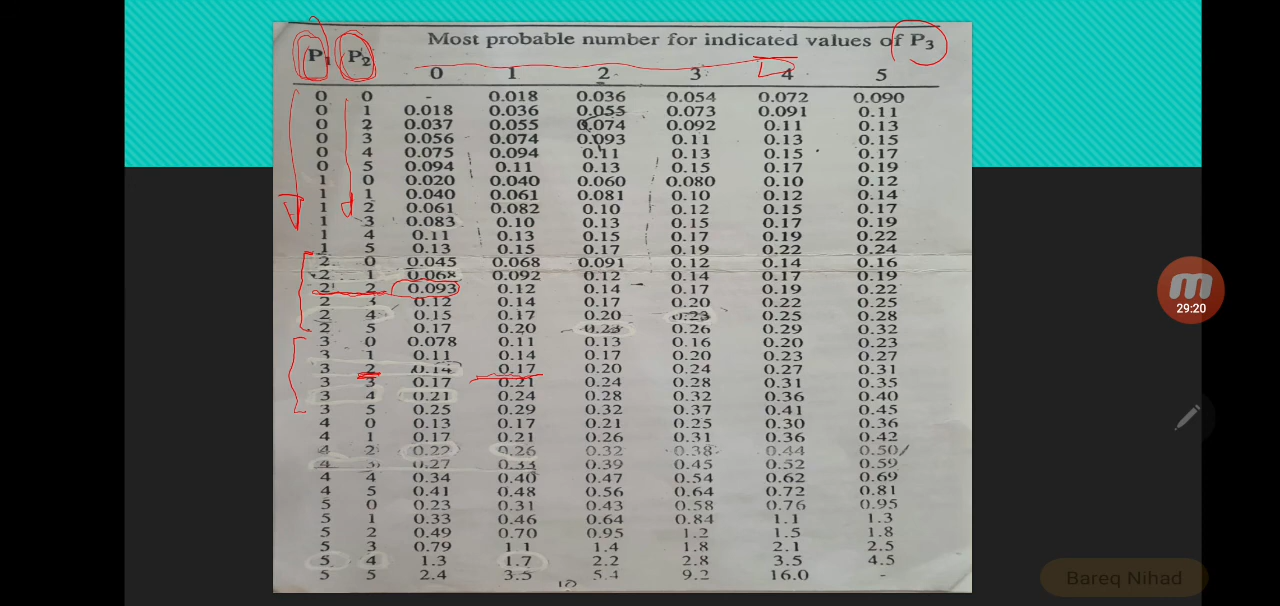 Most probable number for indicated values of P3
P1 P2
0 1 2 3 4 5
0 0 - 0.018 0.036 0.054 0.072 0.090
0 1 0.018 0.036 0.055 0.073 0.091 0.11
0 2 0.037 0.055 0.074 0.092 0.11 0.13
0 3 0.056 0.074 0.093 0.11 0.13 0.15
0 4 0.075 0.094 0.11 0.13 0.15 0.17
0 5 0.094 0.11 0.13 0.15 0.17 0.19
1 0 0.020 0.040 0.060 0.080 0.10 0.12
1 1 0.040 0.061 0.081 0.10 0.12 0.14
1 2 0.061 0.082 0.10 0.12 0.15 0.17
1 3 0.083 0.10 0.13 0.15 0.17 0.19
1 4 0.11 0.13 0.15 0.17 0.19 0.22
1 5 0.13 0.15 0.17 0.19 0.22 0.24
2 0 0.045 0.068 0.091 0.12 0.14 0.16
2 1 0.068 0.092 0.12 0.14 0.17 0.19
2 2 0.093 0.12 0.14 0.17 0.19 0.22
2 3 0.12 0.14 0.17 0.20 0.22 0.25
2 4 0.15 0.17 0.20 0.23 0.25 0.28
2 5 0.17 0.20 0.23 0.26 0.29 0.32
3 0 0.078 0.11 0.13 0.16 0.20 0.23
3 1 0.11 0.14 0.17 0.20 0.23 0.27
3 2 0.14 0.17 0.20 0.24 0.27 0.31
3 3 0.17 0.21 0.24 0.28 0.31 0.35
3 4 0.21 0.24 0.28 0.32 0.36 0.40
3 5 0.25 0.29 0.32 0.37 0.41 0.45
4 0 0.13 0.17 0.21 0.25 0.30 0.36
4 1 0.17 0.21 0.26 0.31 0.36 0.42
4 2 0.22 0.26 0.32 0.38 0.44 0.50
4 3 0.27 0.33 0.39 0.45 0.52 0.59
4 4 0.34 0.40 0.47 0.54 0.62 0.69
4 5 0.41 0.48 0.56 0.64 0.72 0.81
5 0 0.23 0.31 0.43 0.58 0.76 0.95
5 1 0.33 0.46 0.64 0.84 1.1 1.3
5 2 0.49 0.70 0.95 1.2 1.5 1.8
5 3 0.79 1.1 1.4 1.8 2.1 2.5
5 4 1.3 1.7 2.2 2.8 3.5 4.5
5 5 2.4 3.5 5.4 9.2 16.0 -
29:20
Bareq Nihad